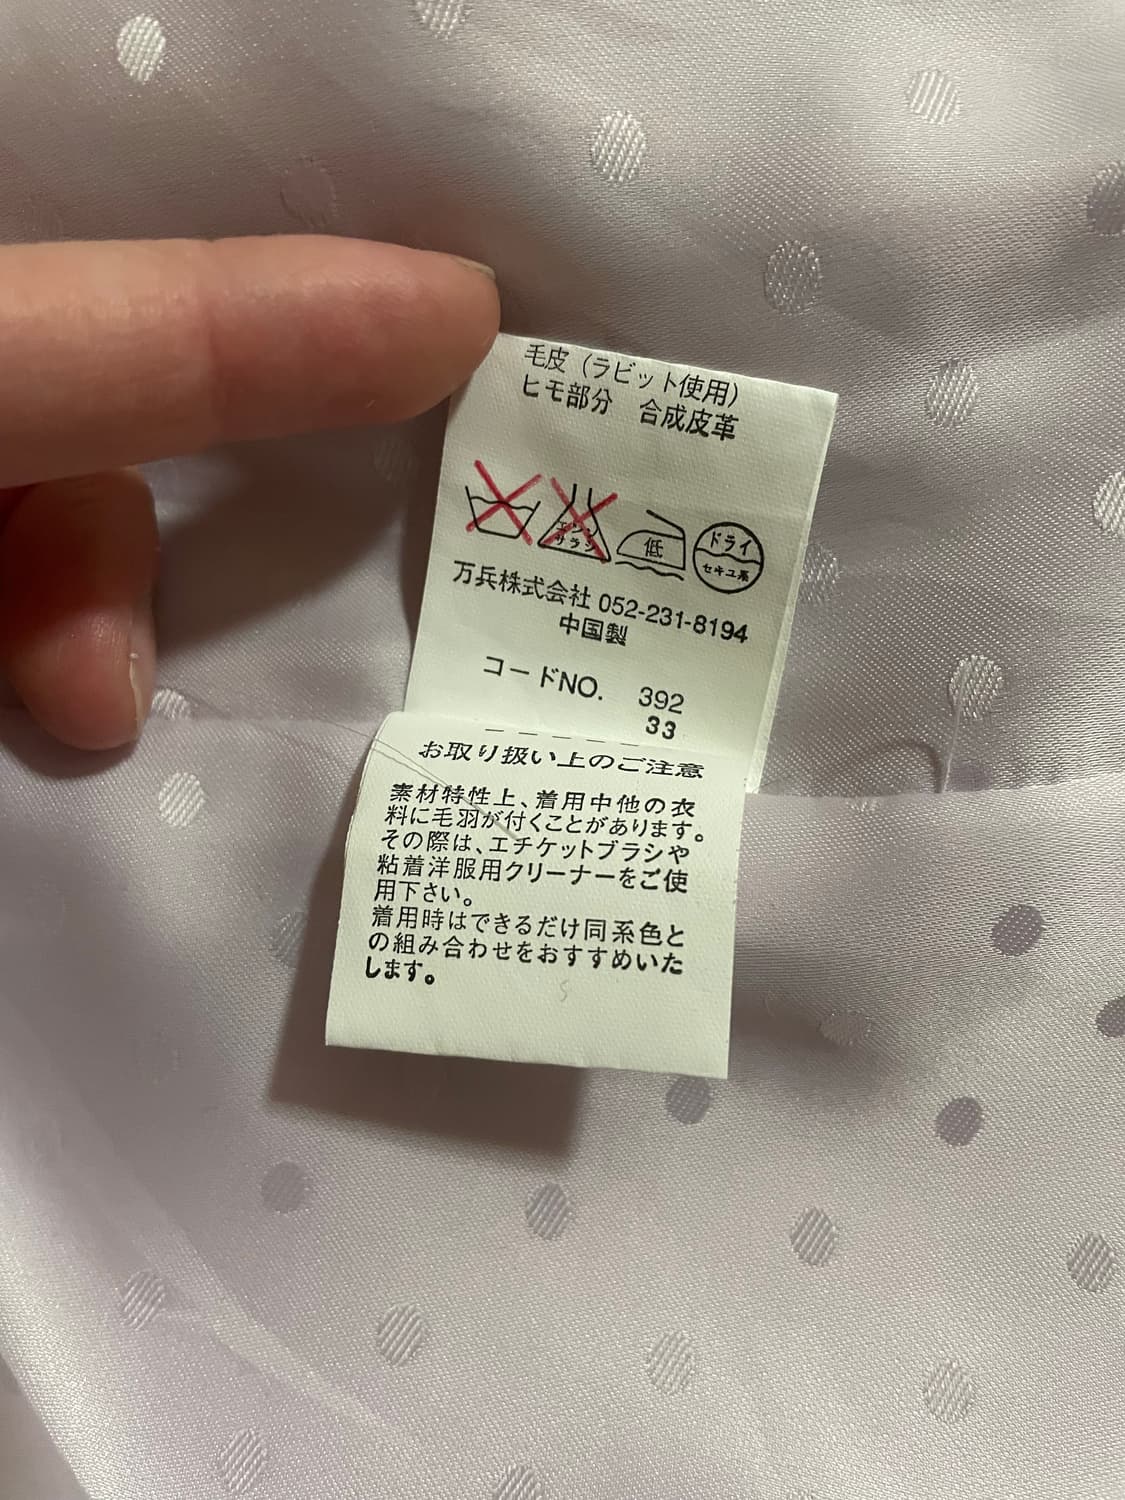 毛皮（ラビット使用）
ヒモ部分　合成皮革
エンソ
サラシ
低
ドライ
セキユ系
万兵株式会社 052-231-8194
中国製
コードNO.　392
33
お取り扱い上のご注意
素材特性上、着用中他の衣
料に毛羽が付くことがあります。
その際は、エチケットブラシや
粘着洋服用クリーナーをご使
用下さい。
着用時はできるだけ同系色と
の組み合わせをおすすめいた
します。